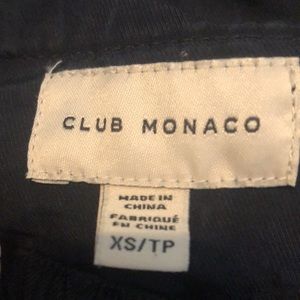 CLUB MONACO
MADE IN
CHINA
FABRIQUÉ
EN CHINE
XS/TP